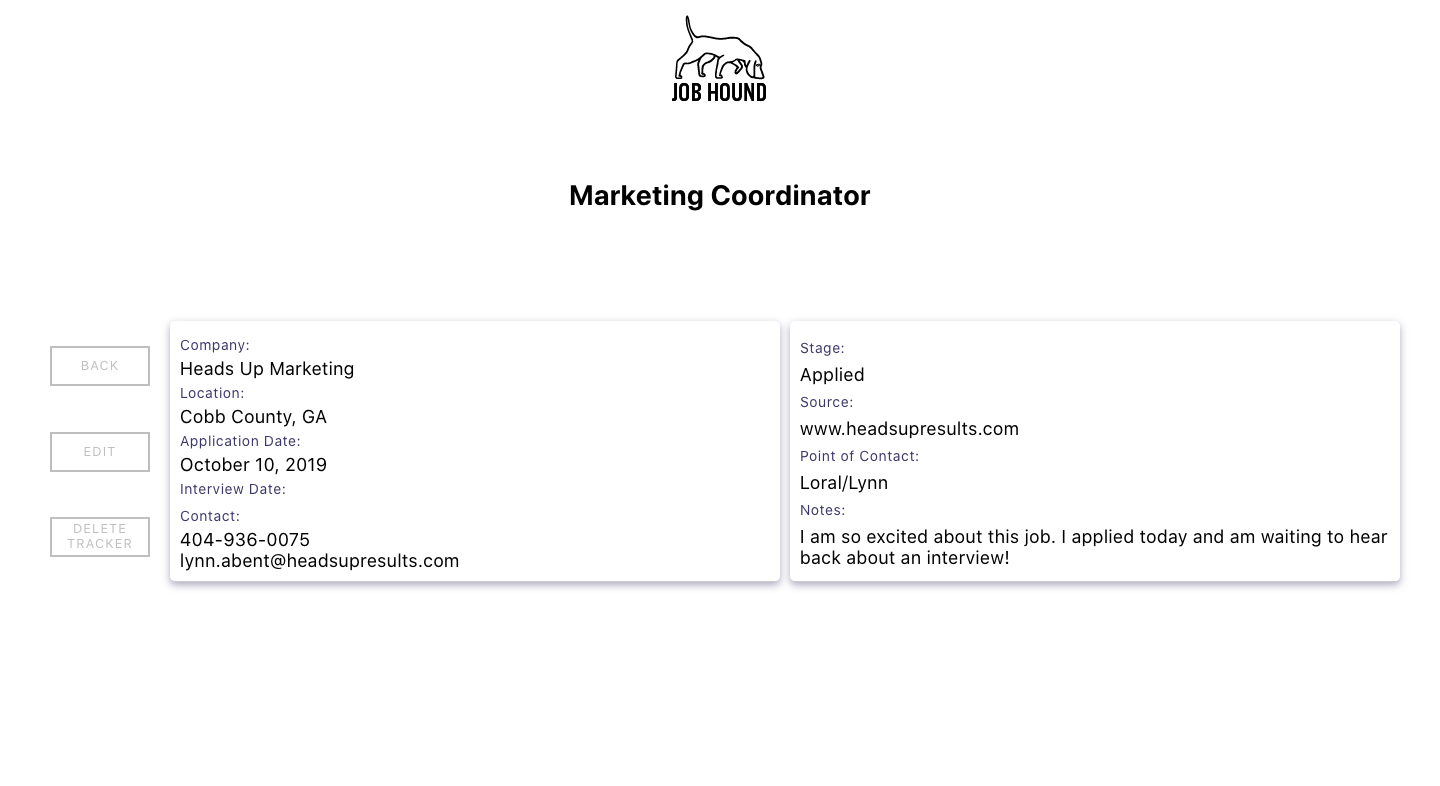 JOB HOUND
Marketing Coordinator
BACK
EDIT
DELETE
TRACKER
Company:
Heads Up Marketing
Location:
Cobb County, GA
Application Date:
October 10, 2019
Interview Date:
Contact:
404-936-0075
lynn.abent@headsupresults.com
Stage:
Applied
Source:
www.headsupresults.com
Point of Contact:
Loral/Lynn
Notes:
I am so excited about this job. I applied today and am waiting to hear
back about an interview!